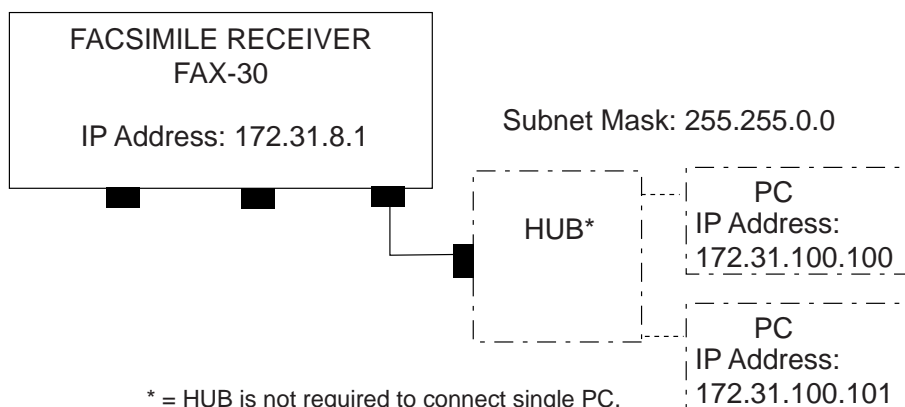 FACSIMILE RECEIVER
FAX-30
IP Address: 172.31.8.1
Subnet Mask: 255.255.0.0
HUB*
PC
IP Address:
172.31.100.100
PC
IP Address:
172.31.100.101
* = HUB is not required to connect single PC.